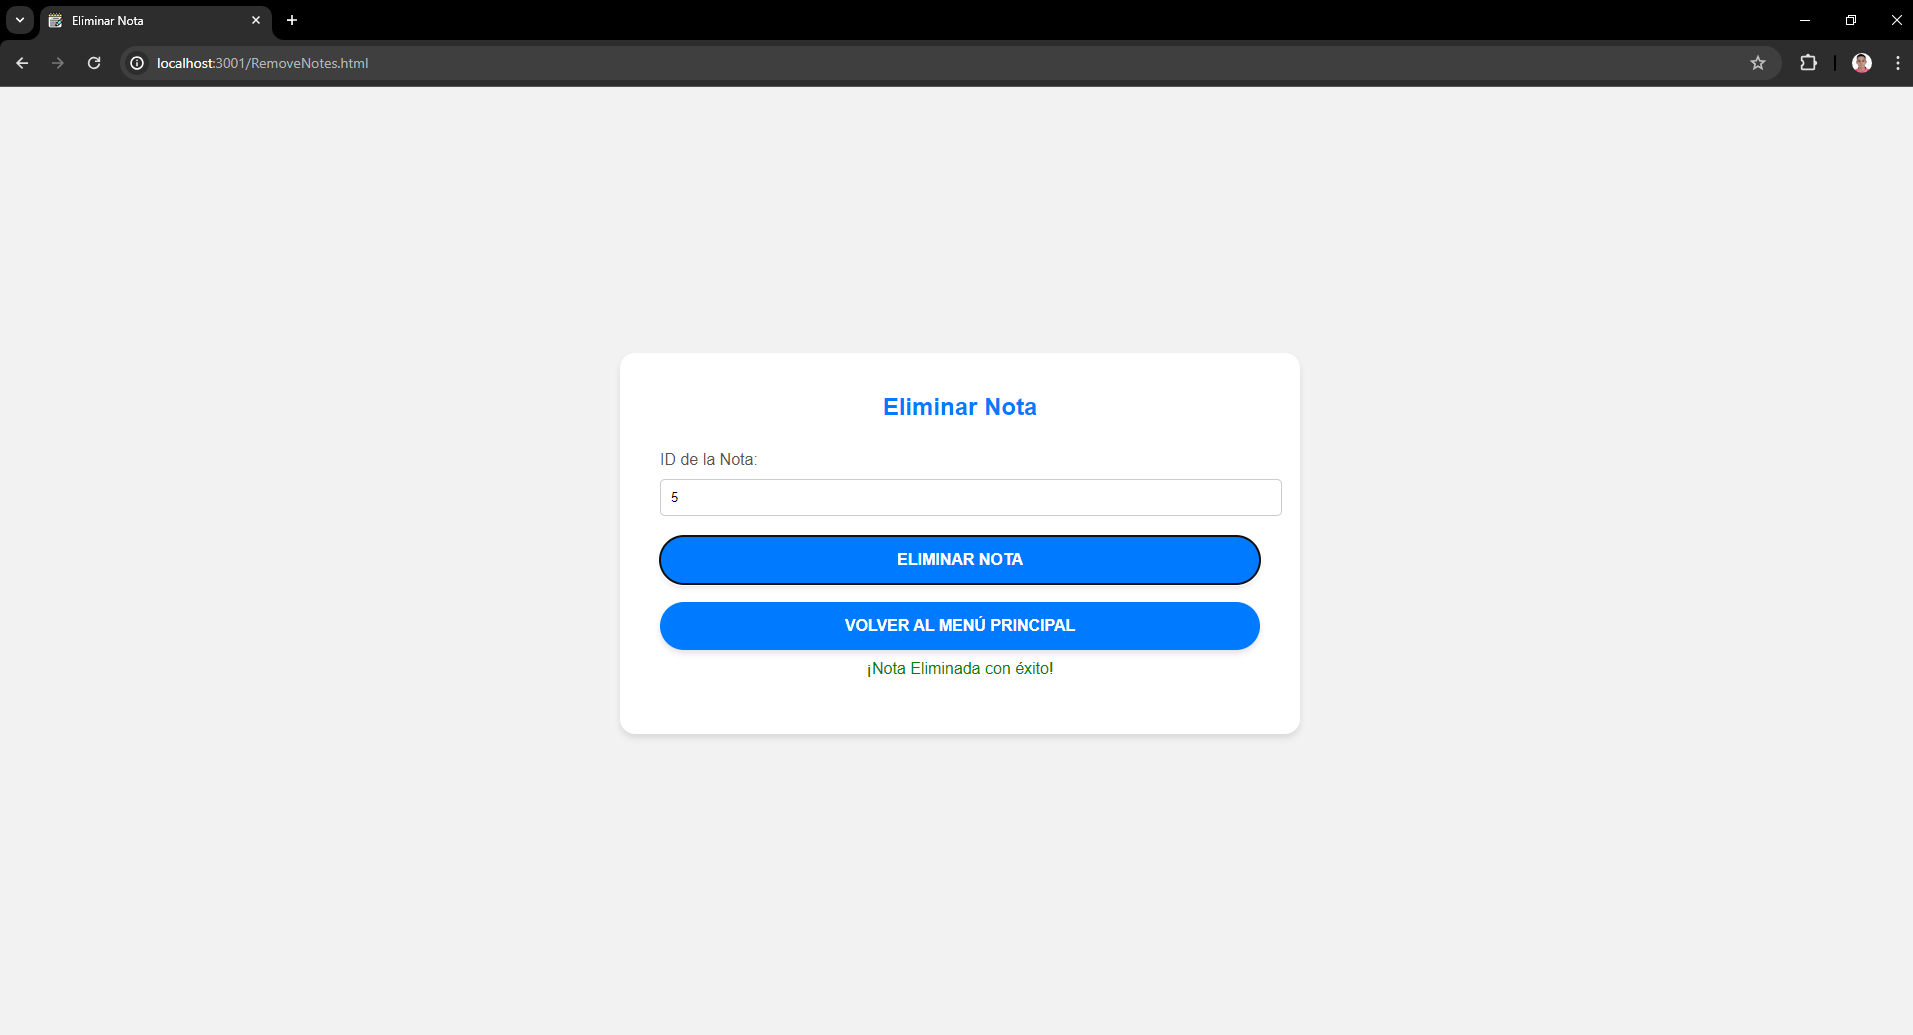 Eliminar Nota
localhost:3001/RemoveNotes.html
Eliminar Nota
ID de la Nota:
5
ELIMINAR NOTA
VOLVER AL MENÚ PRINCIPAL
¡Nota Eliminada con éxito!